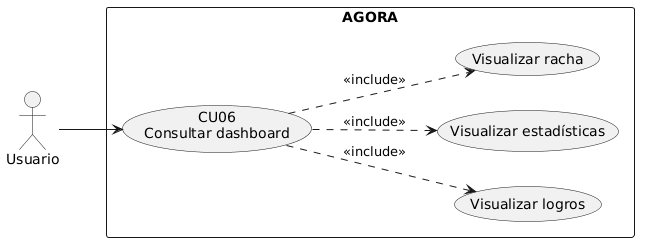 AGORA
Visualizar racha
«include»
CU06
Consultar dashboard
«include»
Visualizar estadísticas
Usuario
«include»
Visualizar logros